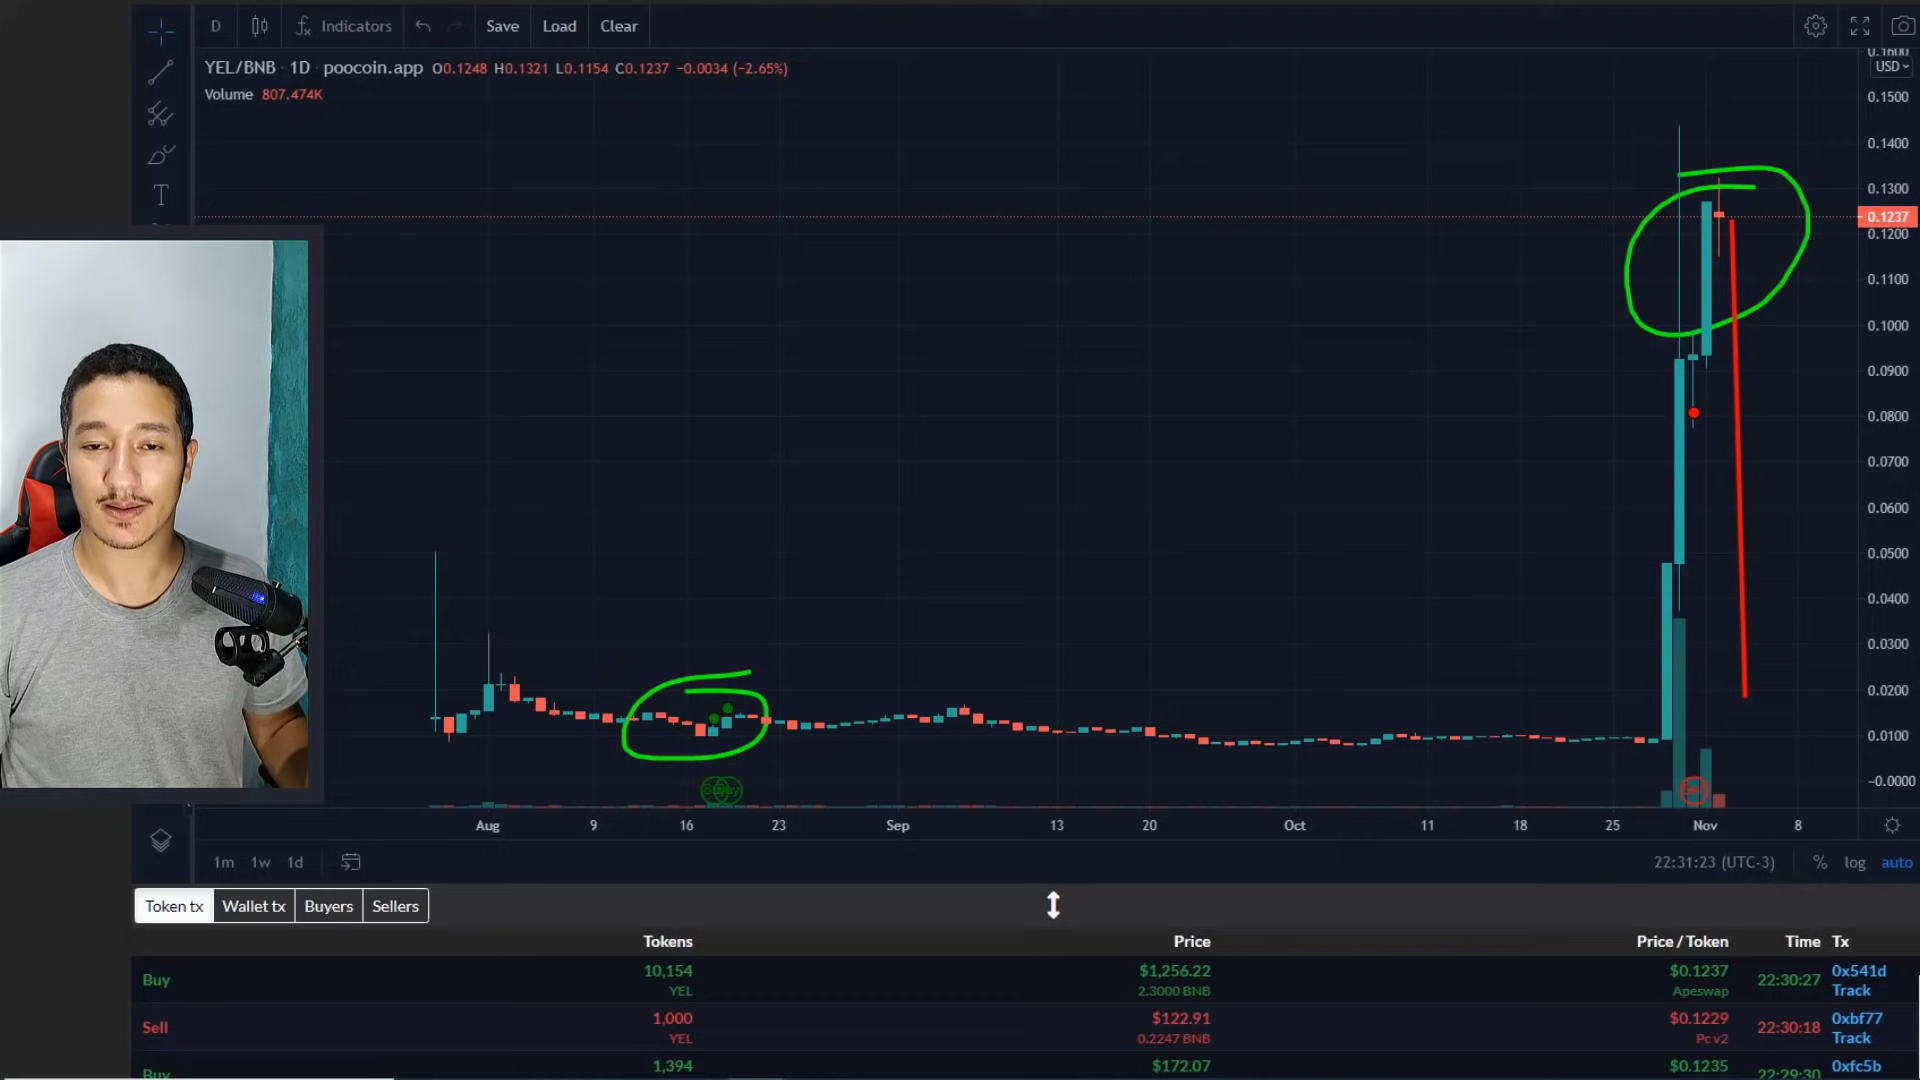 D
Indicators
Save
Load
Clear
YEL/BNB · 1D · poocoin.app O0.1248 H0.1321 L0.1154 C0.1237 −0.0034 (−2.65%)
Volume 807.474K
0.1600
USD
0.1500
0.1400
0.1300
0.1237
0.1200
0.1100
0.1000
0.0900
0.0800
0.0700
0.0600
0.0500
0.0400
0.0300
0.0200
0.0100
−0.0000
Buy
Aug 9 16 23 Sep 13 20 Oct 11 18 25 Nov 8
1m 1w 1d
22:31:23 (UTC-3) % log auto
Token tx Wallet tx Buyers Sellers
Tokens Price Price / Token Time Tx
Buy 10,154 $1,256.22 $0.1237 22:30:27 0x541d
YEL 2.3000 BNB Apeswap Track
Sell 1,000 $122.91 $0.1229 22:30:18 0xbf77
YEL 0.2247 BNB Pc v2 Track
Buy 1,394 $172.07 $0.1235 22:29:30 0xfc5b